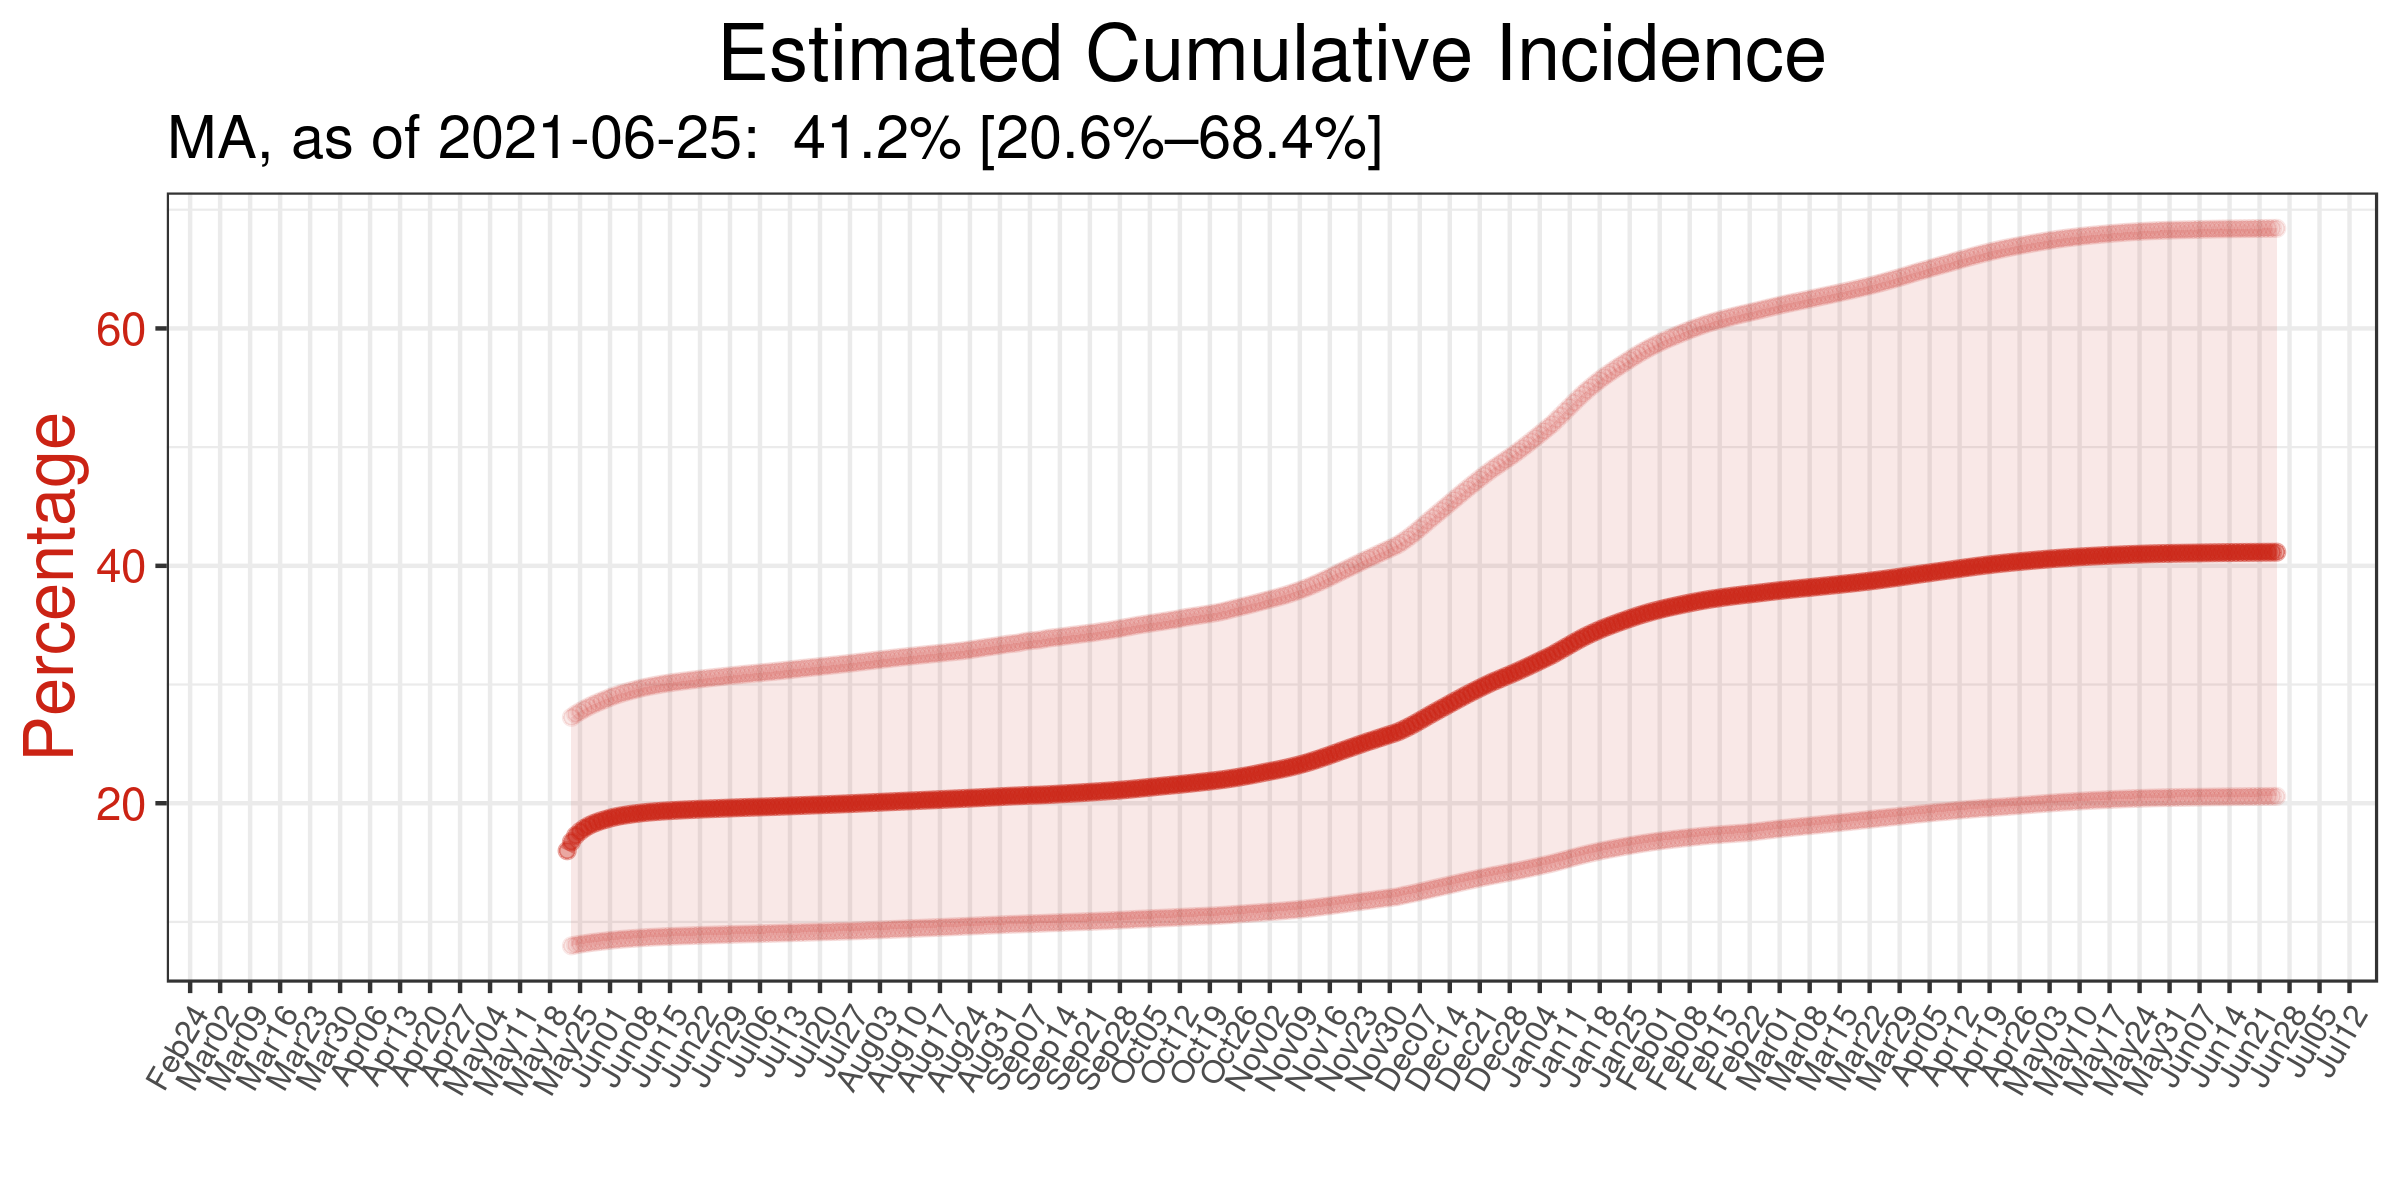 Estimated Cumulative Incidence
MA, as of 2021-06-25:  41.2% [20.6%–68.4%]
Percentage
60
40
20
Feb24 Mar02 Mar09 Mar16 Mar23 Mar30 Apr06 Apr13 Apr20 Apr27 May04 May11 May18 May25 Jun01 Jun08 Jun15 Jun22 Jun29 Jul06 Jul13 Jul20 Jul27 Aug03 Aug10 Aug17 Aug24 Aug31 Sep07 Sep14 Sep21 Sep28 Oct05 Oct12 Oct19 Oct26 Nov02 Nov09 Nov16 Nov23 Nov30 Dec07 Dec14 Dec21 Dec28 Jan04 Jan11 Jan18 Jan25 Feb01 Feb08 Feb15 Feb22 Mar01 Mar08 Mar15 Mar22 Mar29 Apr05 Apr12 Apr19 Apr26 May03 May10 May17 May24 May31 Jun07 Jun14 Jun21 Jun28 Jul05 Jul12